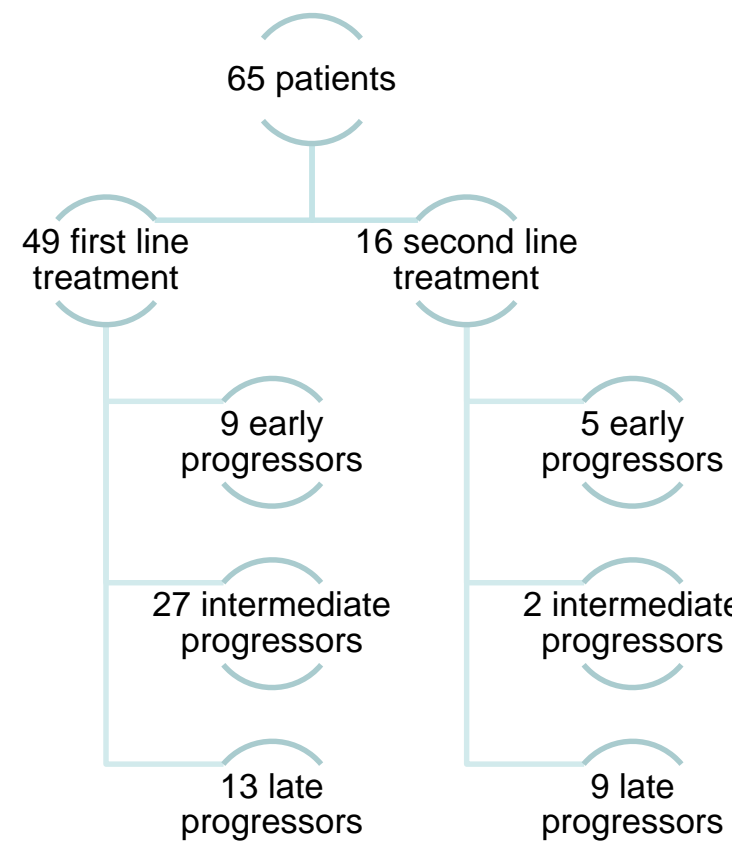 65 patients
49 first line
treatment
16 second line
treatment
9 early
progressors
5 early
progressors
27 intermediate
progressors
2 intermediate
progressors
13 late
progressors
9 late
progressors